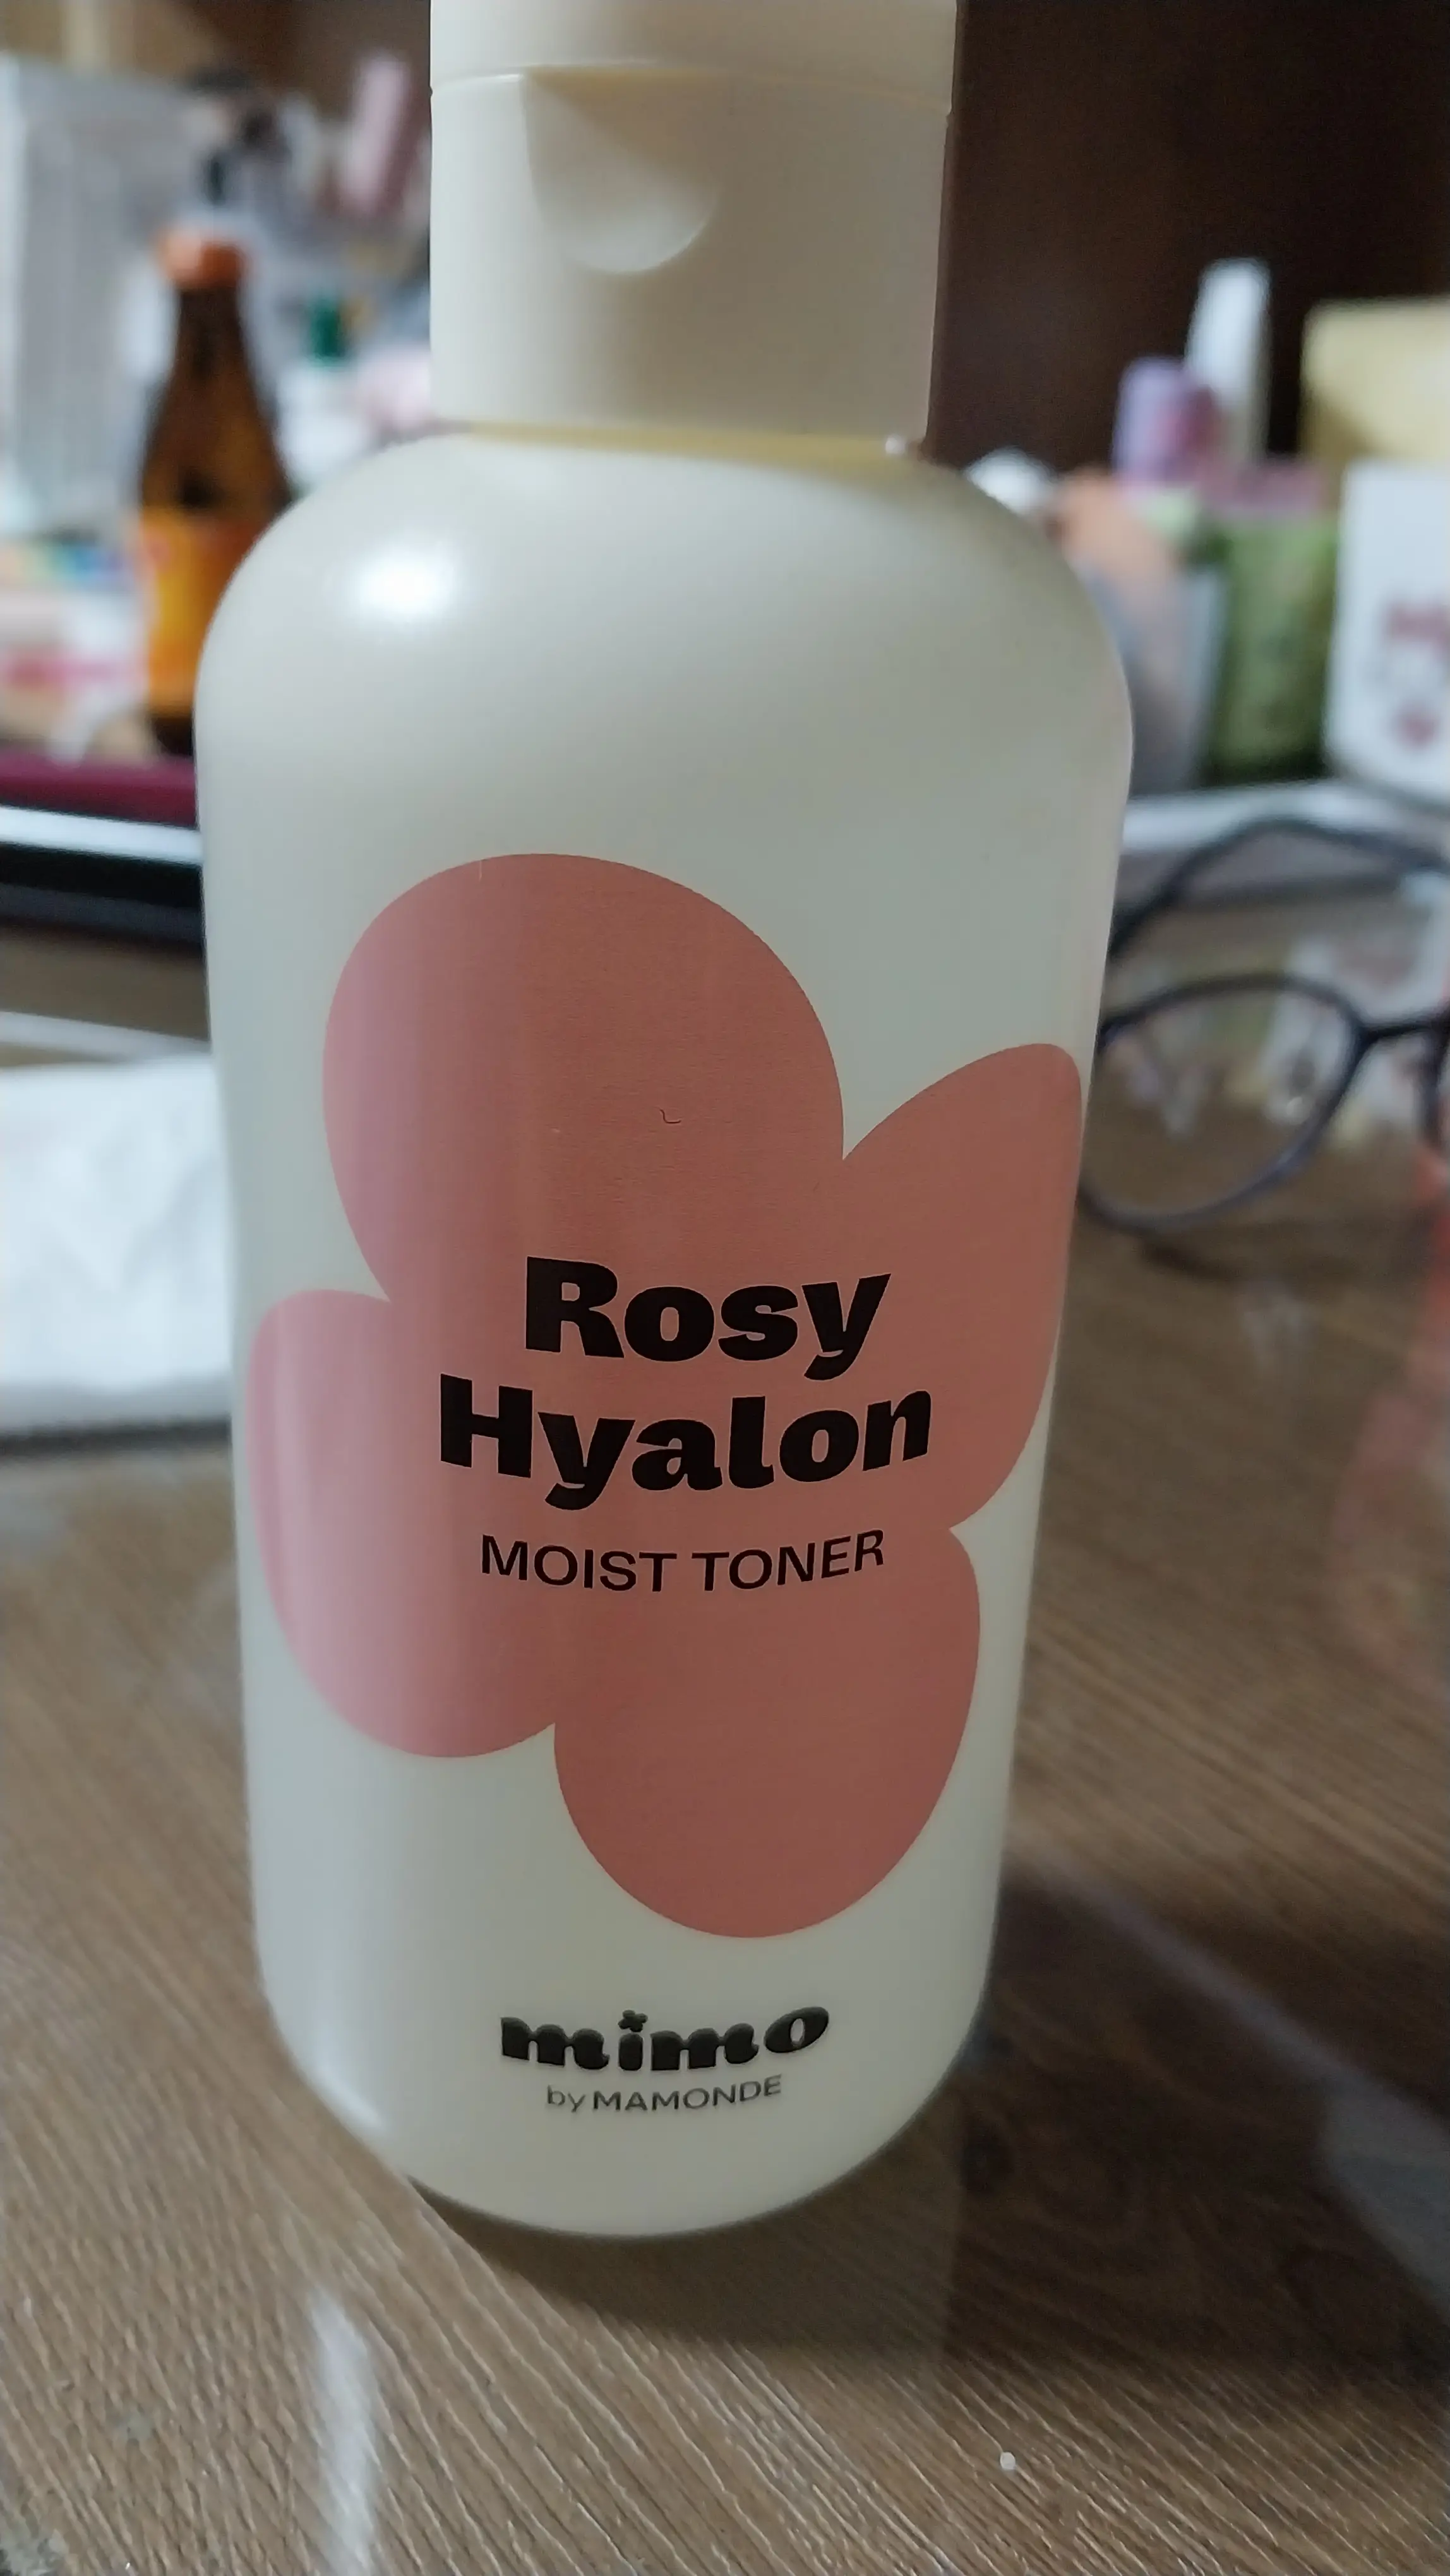 Rosy
Hyalon
MOIST TONER
mimo
by MAMONDE